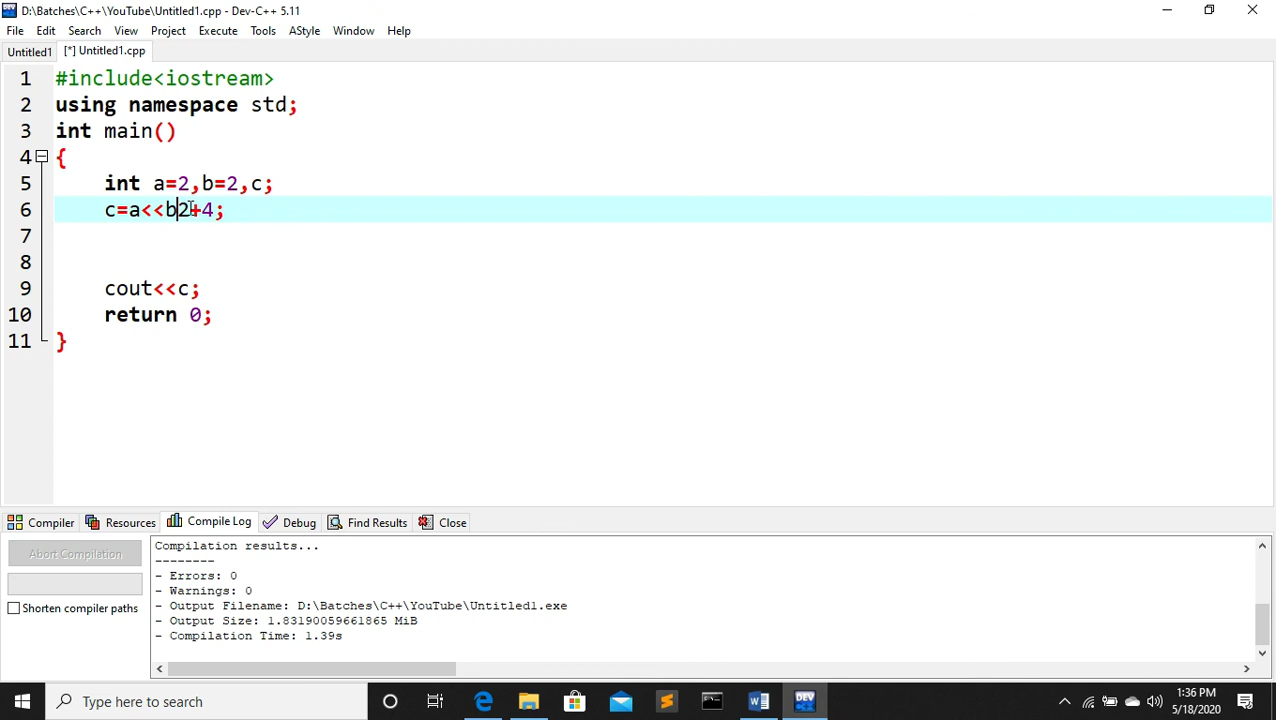 D:\Batches\C++\YouTube\Untitled1.cpp - Dev-C++ 5.11
File Edit Search View Project Execute Tools AStyle Window Help
Untitled1 [*] Untitled1.cpp
1 #include<iostream>
2 using namespace std;
3 int main()
4 {
5 int a=2,b=2,c;
6 c=a<<b2+4;
7
8
9 cout<<c;
10 return 0;
11 }
Compiler Resources Compile Log Debug Find Results Close
Abort Compilation
Shorten compiler paths
Compilation results...
--------
- Errors: 0
- Warnings: 0
- Output Filename: D:\Batches\C++\YouTube\Untitled1.exe
- Output Size: 1.83190059661865 MiB
- Compilation Time: 1.39s
Type here to search
DEV
1:36 PM
5/18/2020